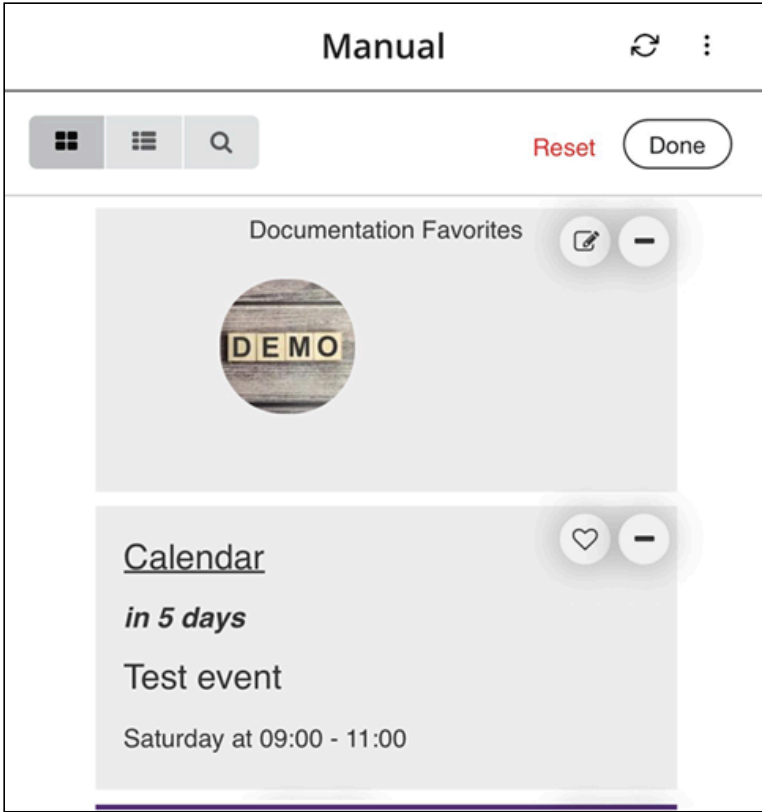 Manual
Reset
Done
Documentation Favorites
DEMO
Calendar
in 5 days
Test event
Saturday at 09:00 - 11:00